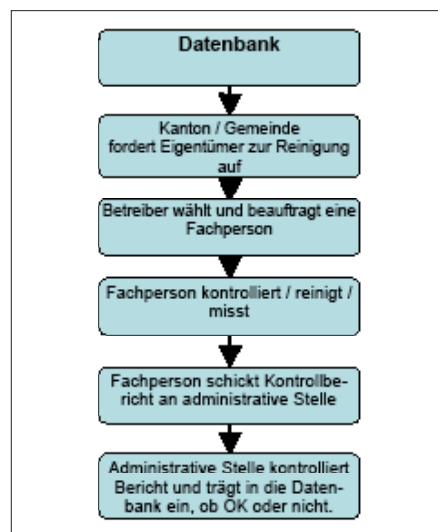 Datenbank
Kanton / Gemeinde
fordert Eigentümer zur Reinigung
auf
Betreiber wählt und beauftragt eine
Fachperson
Fachperson kontrolliert / reinigt /
misst
Fachperson schickt Kontrollbe-
richt an administrative Stelle
Administrative Stelle kontrolliert
Bericht und trägt in die Daten-
bank ein, ob OK oder nicht.